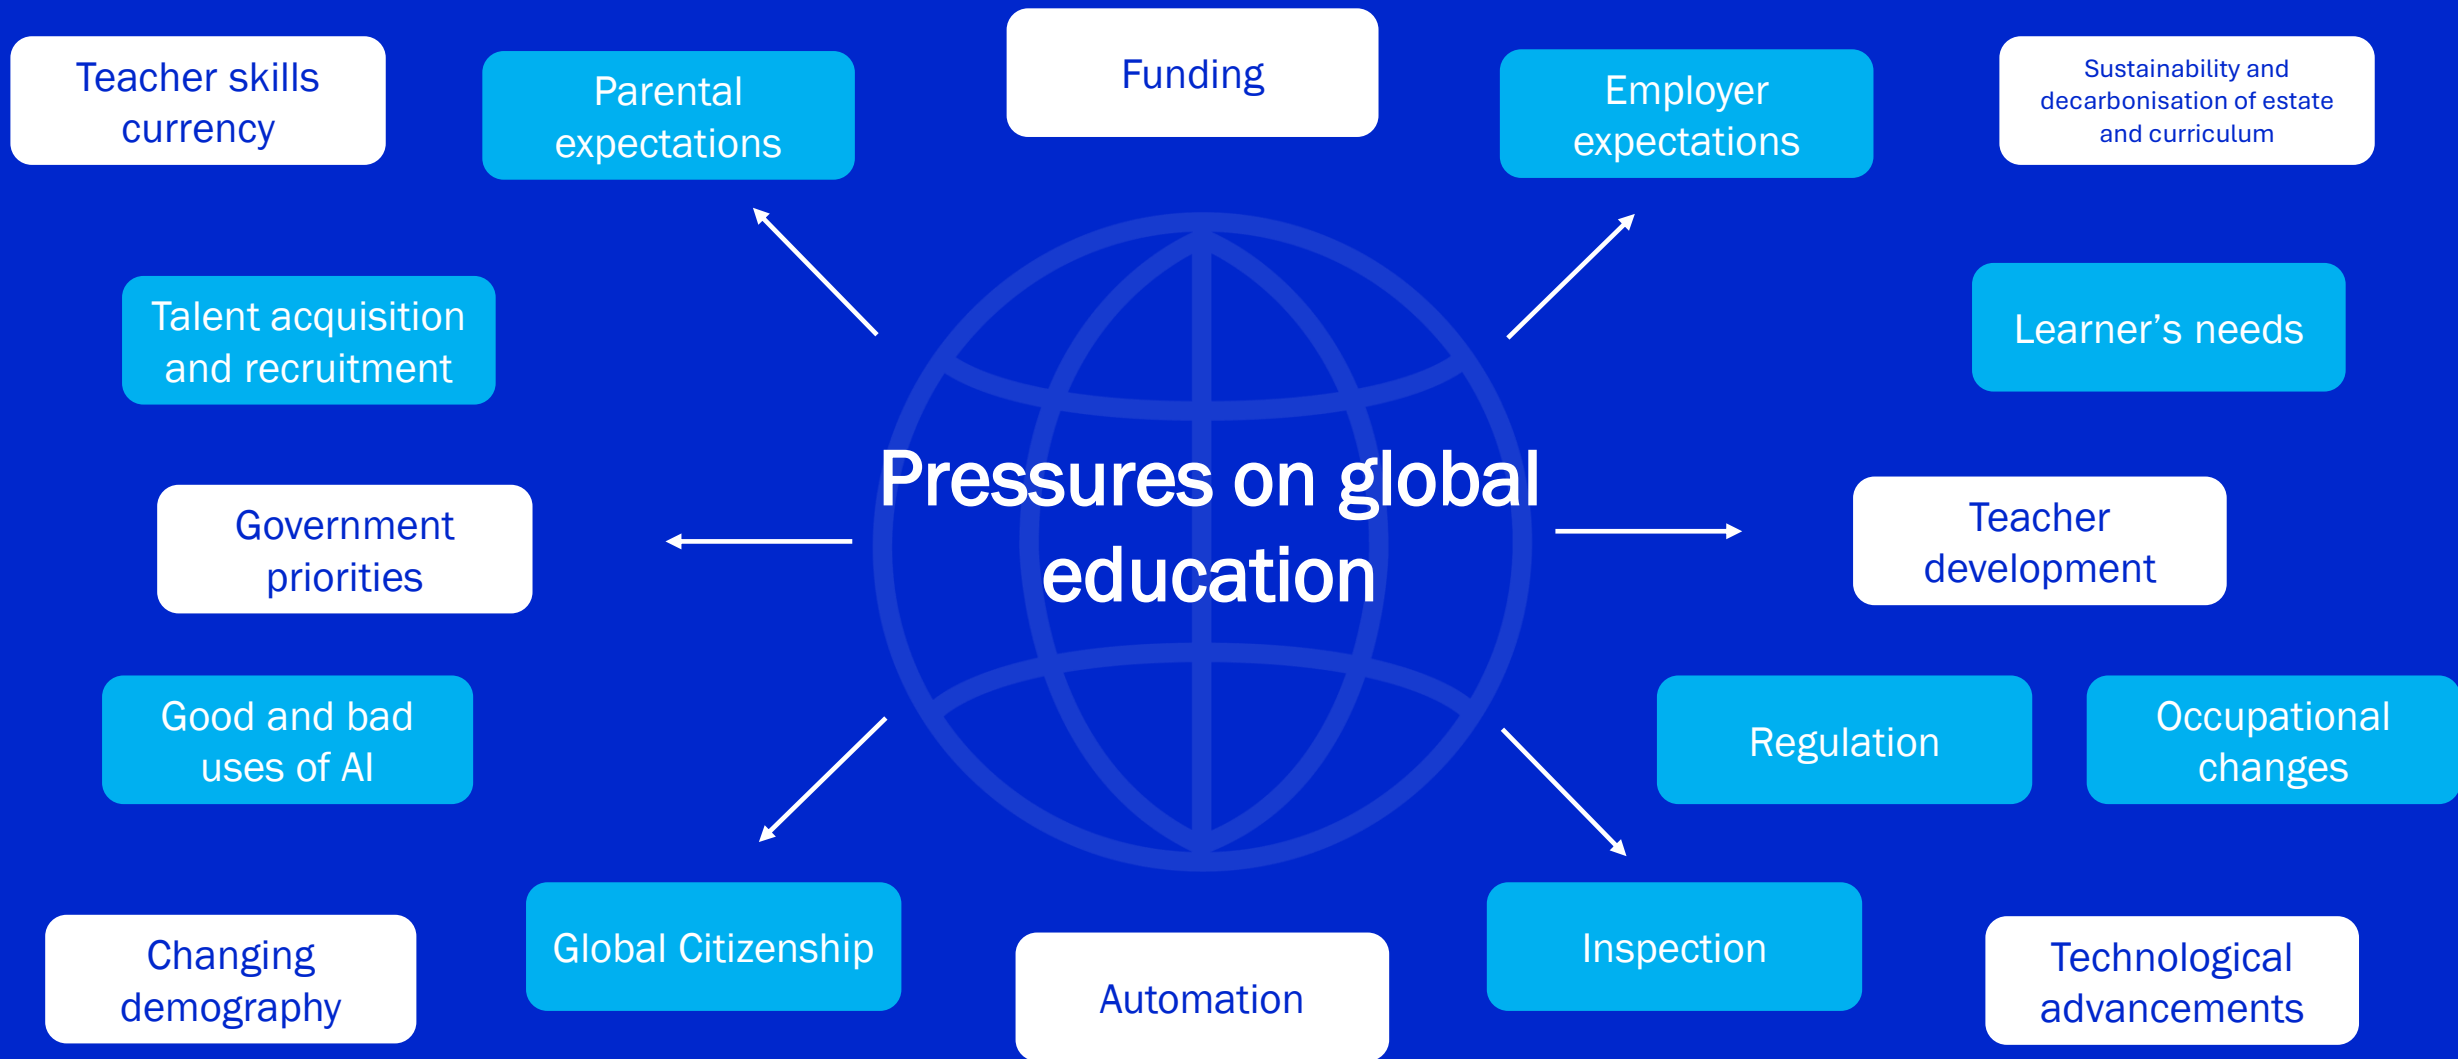 Teacher skills
currency
Parental
expectations
Funding
Employer
expectations
Sustainability and
decarbonisation of estate
and curriculum
Talent acquisition
and recruitment
Learner’s needs
Pressures on global
education
Government
priorities
Teacher
development
Good and bad
uses of AI
Regulation
Occupational
changes
Changing
demography
Global Citizenship
Automation
Inspection
Technological
advancements